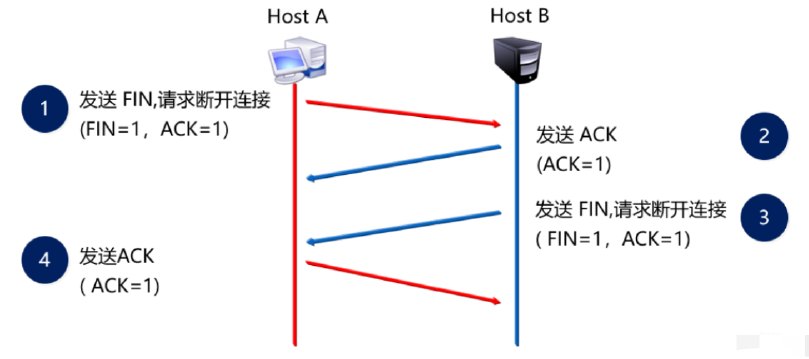 Host A
Host B
1
发送 FIN,请求断开连接
(FIN=1，ACK=1)
发送 ACK
(ACK=1)
2
发送 FIN,请求断开连接
( FIN=1，ACK=1)
3
4
发送ACK
( ACK=1)